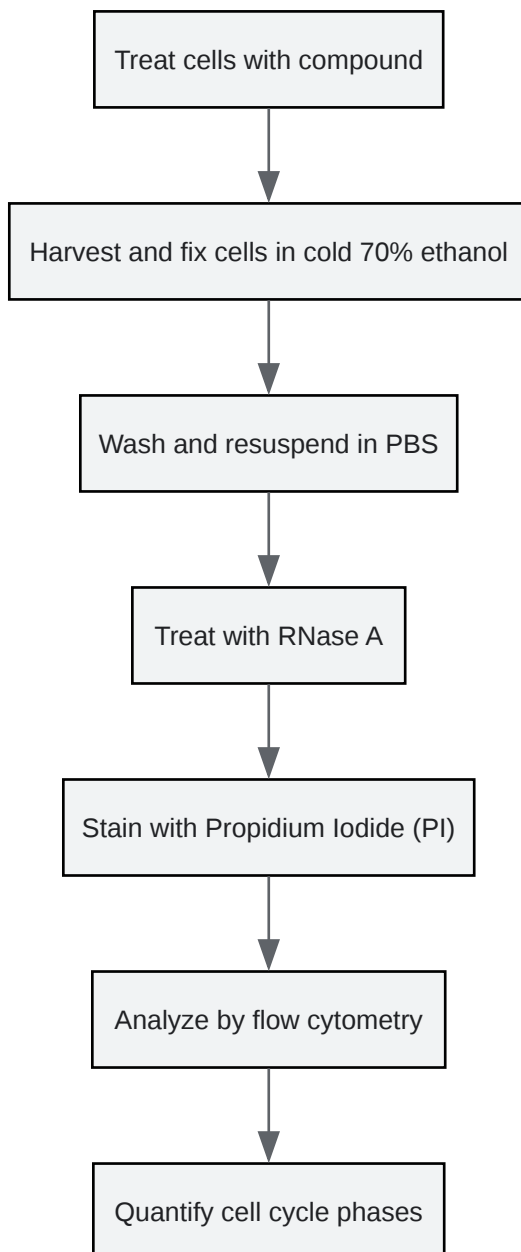 Treat cells with compound
Harvest and fix cells in cold 70% ethanol
Wash and resuspend in PBS
Treat with RNase A
Stain with Propidium Iodide (PI)
Analyze by flow cytometry
Quantify cell cycle phases